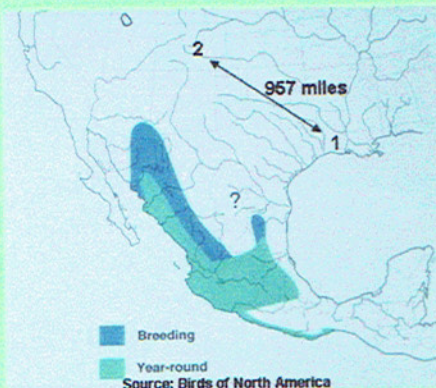 2
957 miles
1
?
Breeding
Year-round
Source: Birds of North America